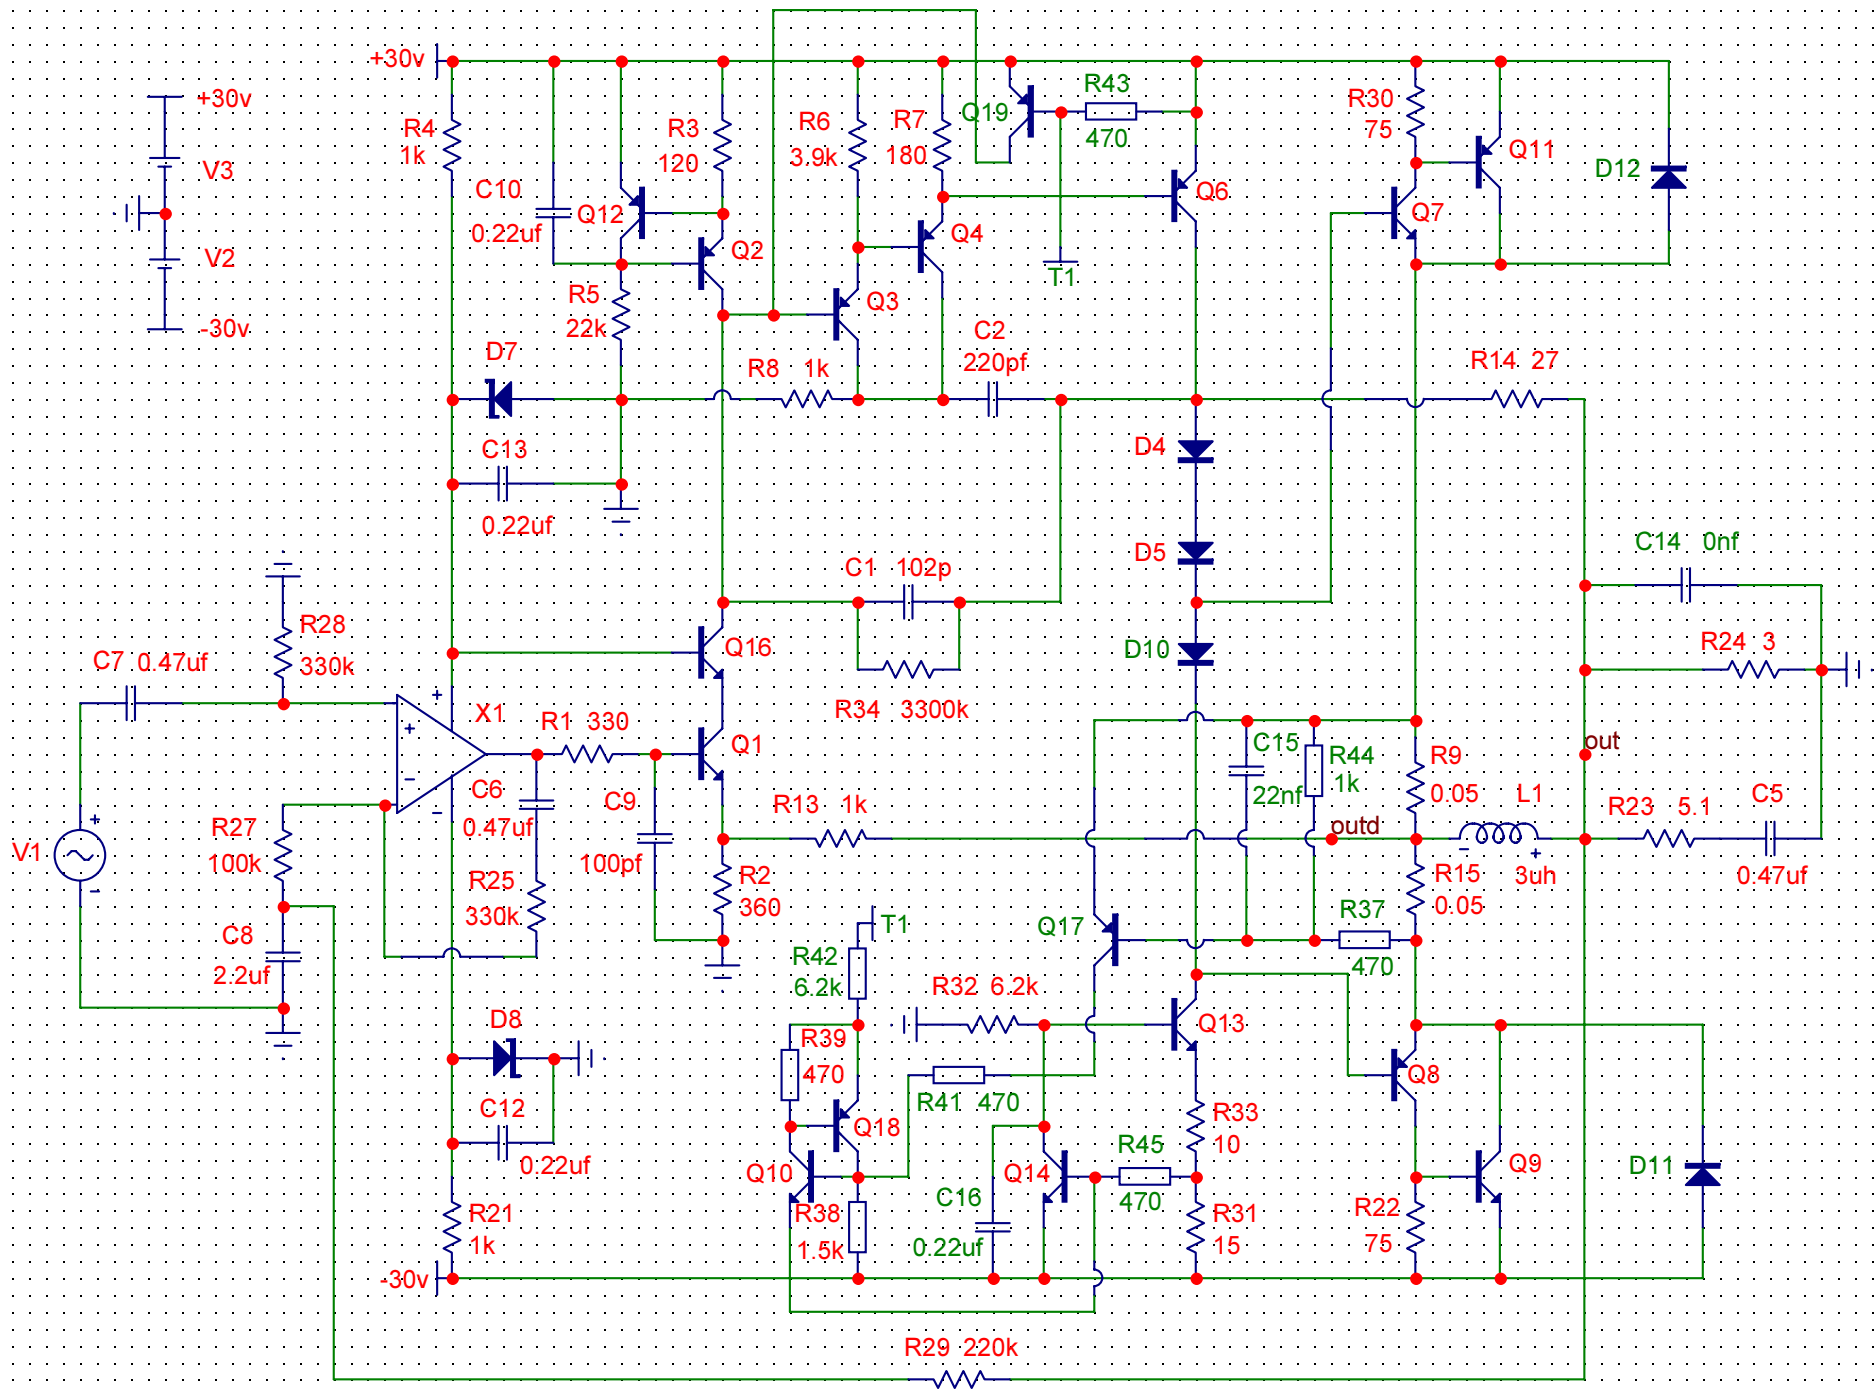 +30v
+30v
V3
V2
-30v
R4
1k
C10
0.22uf
Q12
R3
120
Q2
R5
22k
R6
3.9k
R7
180
Q19
R43
470
T1
Q4
Q6
Q3
R30
75
Q11
Q7
D12
D7
R8 1k
C2
220pf
R14 27
C13
0.22uf
D4
D5
D10
C1 102p
R34 3300k
C14 0nf
R24 3
R28
330k
C7 0.47uf
X1
+
+
−
−
R1 330
Q16
Q1
C6
0.47uf
C9
100pf
R27
100k
V1
+
−
R25
330k
C8
2.2uf
R13 1k
R2
360
C15
22nf
R44
1k
R9
0.05
L1
−
+
3uh
out
outd
R23 5.1
C5
0.47uf
R15
0.05
R37
470
Q17
T1
R42
6.2k
R32 6.2k
Q13
D8
C12
0.22uf
R39
470
R41 470
Q18
Q10
R38
1.5k
Q14
C16
0.22uf
R45
470
R33
10
R31
15
Q8
Q9
R22
75
D11
R21
1k
-30v
R29 220k